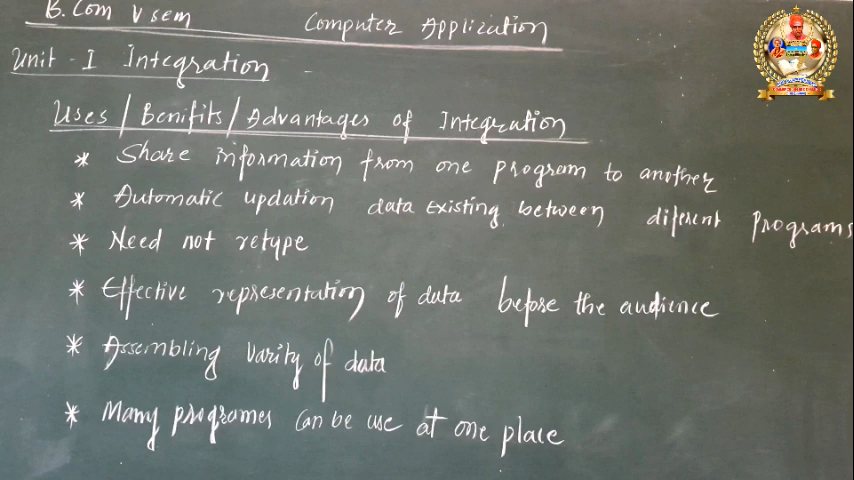 B.Com V sem Computer Application
Unit - I Integration
Uses / Benifits / Advantages of Integration
* Share information from one program to another
* Automatic updation data Existing between diferent programs
* Need not retype
* Effective representation of data before the audience
* Assembling Varity of data
* Many programes can be use at one place